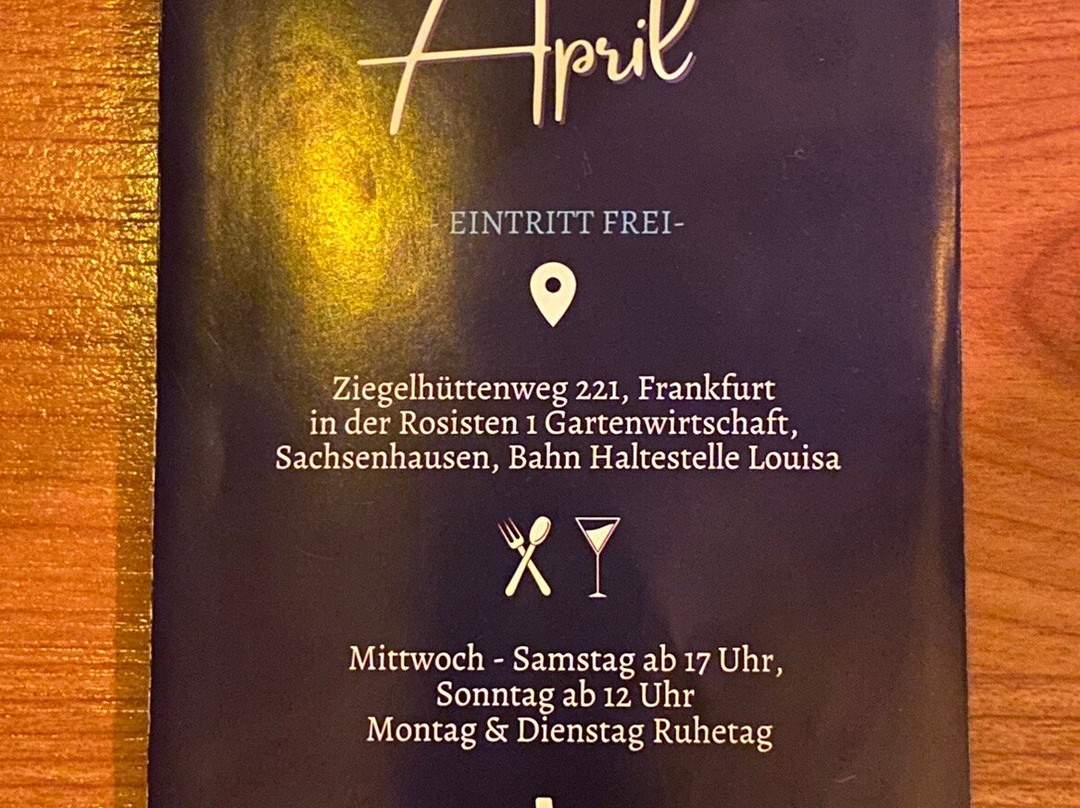 April
- EINTRITT FREI-
Ziegelhüttenweg 221, Frankfurt
in der Rosisten 1 Gartenwirtschaft,
Sachsenhausen, Bahn Haltestelle Louisa
Mittwoch - Samstag ab 17 Uhr,
Sonntag ab 12 Uhr
Montag & Dienstag Ruhetag